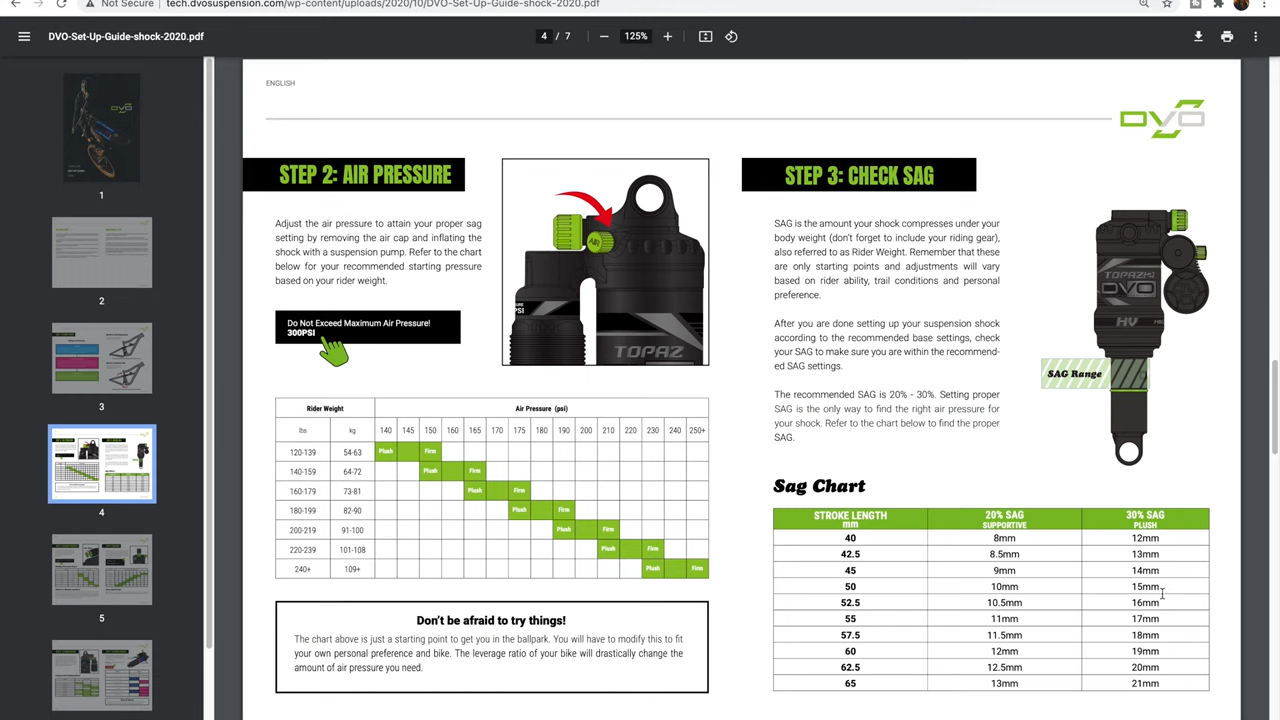 Not Secure tech.dvosuspension.com/wp-content/uploads/2020/10/DVO-Set-Up-Guide-shock-2020.pdf
DVO-Set-Up-Guide-shock-2020.pdf
4 / 7
125%
1
2
3
4
5
ENGLISH
DVO
STEP 2: AIR PRESSURE
Adjust the air pressure to attain your proper sag
setting by removing the air cap and inflating the
shock with a suspension pump. Refer to the chart
below for your recommended starting pressure
based on your rider weight.
Do Not Exceed Maximum Air Pressure!
300PSI
AIR
TOPAZ
Rider Weight Air Pressure (psi)
lbs kg 140 145 150 160 165 175 180 190 200 210 220 230 240 250+
120-139 54-63 Plush Firm
140-159 64-72 Plush Firm
160-179 73-81 Plush Firm
180-199 82-90 Plush Firm
200-219 91-100 Plush Firm
220-239 101-108 Plush Firm
240+ 109+ Plush Firm
Don't be afraid to try things!
The chart above is just a starting point to get you in the ballpark. You will have to modify this to fit
your own personal preference and bike. The leverage ratio of your bike will drastically change the
amount of air pressure you need.
STEP 3: CHECK SAG
SAG is the amount your shock compresses under your
body weight (don't forget to include your riding gear),
also referred to as Rider Weight. Remember that these
are only starting points and adjustments will vary
based on rider ability, trail conditions and personal
preference.
After you are done setting up your suspension shock
according to the recommended base settings, check
your SAG to make sure you are within the recommend-
ed SAG settings.
The recommended SAG is 20% - 30%. Setting proper
SAG is the only way to find the right air pressure for
your shock. Refer to the chart below to find the proper
SAG.
TOPAZ
DVO
HV
SAG Range
Sag Chart
STROKE LENGTH 20% SAG 30% SAG
mm SUPPORTIVE PLUSH
40 8mm 12mm
42.5 8.5mm 13mm
45 9mm 14mm
50 10mm 15mm
52.5 10.5mm 16mm
55 11mm 17mm
57.5 11.5mm 18mm
60 12mm 19mm
62.5 12.5mm 20mm
65 13mm 21mm